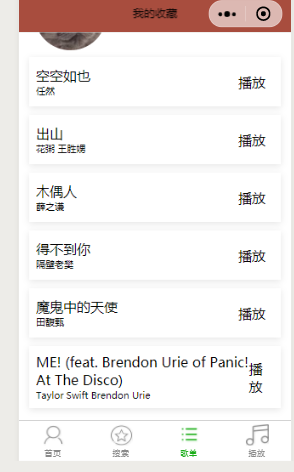 我的收藏
空空如也
任然
播放
出山
花粥 王胜娚
播放
木偶人
薛之谦
播放
得不到你
隔壁老樊
播放
魔鬼中的天使
田馥甄
播放
ME! (feat. Brendon Urie of Panic!
At The Disco)
Taylor Swift Brendon Urie
播
放
首页
搜索
歌单
播放